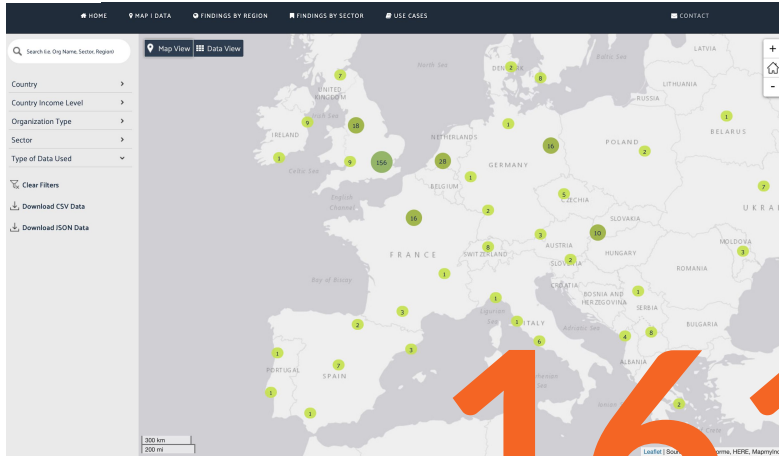 HOME MAP I DATA FINDINGS BY REGION FINDINGS BY SECTOR USE CASES CONTACT
Search (i.e. Org Name, Sector, Region)
Map View Data View
Country
Country Income Level
Organization Type
Sector
Type of Data Used
Clear Filters
Download CSV Data
Download JSON Data
North Sea
Baltic Sea
LATVIA
+
-
2
8
7
LITHUANIA
UNITED
KINGDOM
RUSSIA
Irish Sea
9
18
1
1
IRELAND
NETHERLANDS
POLAND
BELARUS
16
2
1
9
156
28
GERMANY
Celtic Sea
1
7
BELGIUM
English
Channel
5
CZECHIA
UKRA
16
2
SLOVAKIA
3
10
MOLDOVA
8
AUSTRIA
3
FRANCE
SWITZERLAND
HUNGARY
SLOVENIA
2
ROMANIA
1
Bay of Biscay
CROATIA
BOSNIA AND
HERZEGOVINA
1
1
SERBIA
3
Ligurian
Sea
2
1
ITALY
Adriatic Sea
BULGARIA
4
8
3
6
1
ALBANIA
PORTUGAL
SPAIN
1
1
2
161
300 km
200 mi
Leaflet